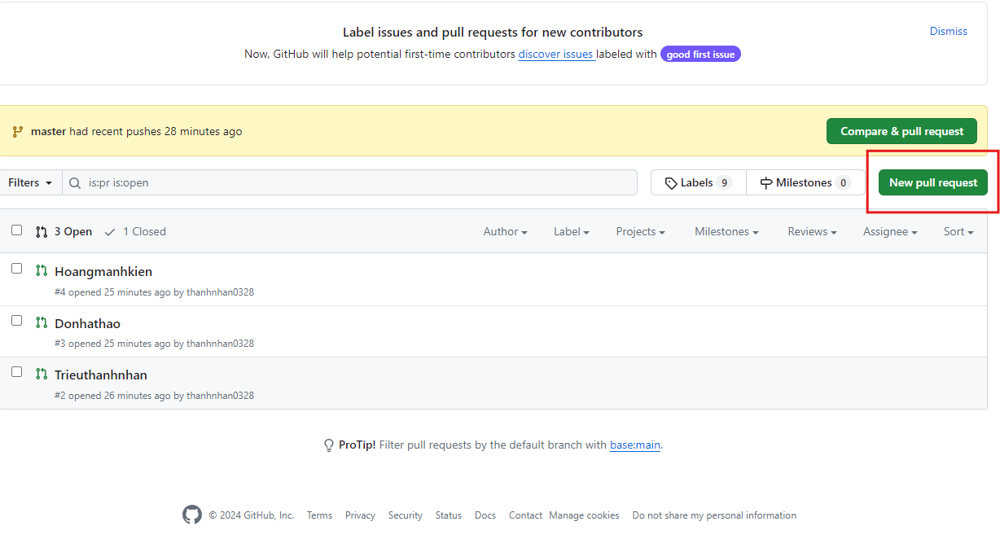 Label issues and pull requests for new contributors
Dismiss
Now, GitHub will help potential first-time contributors discover issues labeled with good first issue
master had recent pushes 28 minutes ago
Compare & pull request
Filters
is:pr is:open
Labels 9
Milestones 0
New pull request
3 Open
1 Closed
Author
Label
Projects
Milestones
Reviews
Assignee
Sort
Hoangmanhkien
#4 opened 25 minutes ago by thanhnhan0328
Donhathao
#3 opened 25 minutes ago by thanhnhan0328
Trieuthanhnhan
#2 opened 26 minutes ago by thanhnhan0328
ProTip! Filter pull requests by the default branch with base:main.
© 2024 GitHub, Inc. Terms Privacy Security Status Docs Contact Manage cookies Do not share my personal information